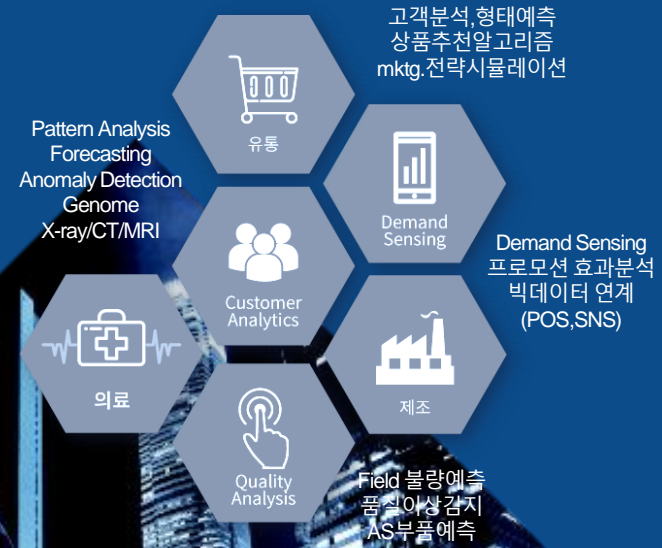 고객분석,형태예측
상품추천알고리즘
mktg.전략시뮬레이션
유통
Pattern Analysis
Forecasting
Anomaly Detection
Genome
X-ray/CT/MRI
Demand
Sensing
Demand Sensing
프로모션 효과분석
빅데이터 연계
(POS,SNS)
Customer
Analytics
의료
제조
Quality
Analysis
Field 불량예측
품질이상감지
AS부품예측